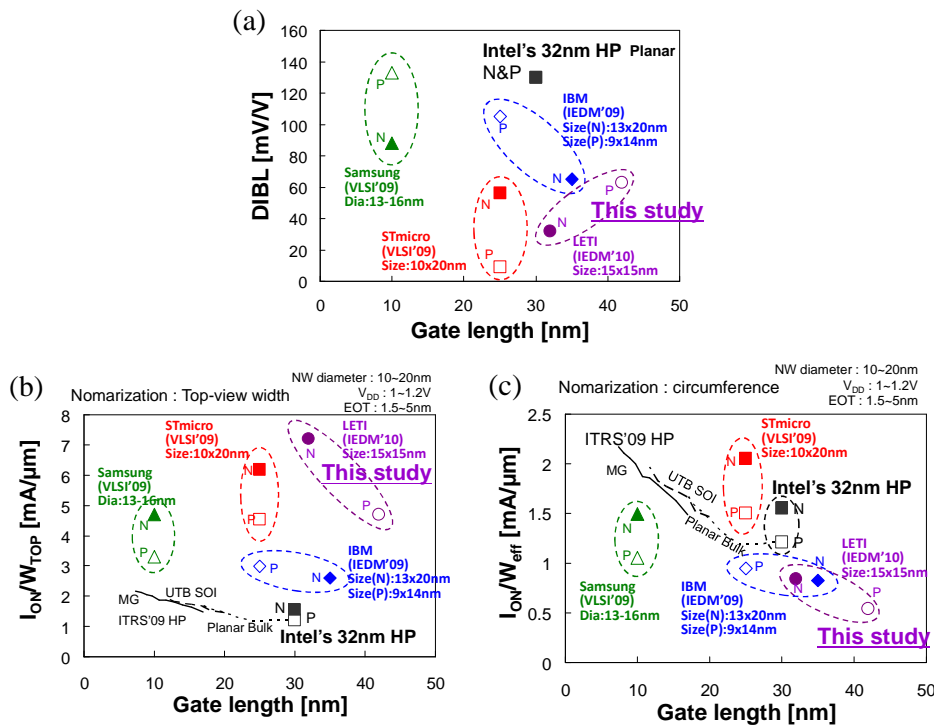 (a)
160
140
120
100
80
60
40
20
0
DIBL [mV/V]
0 10 20 30 40 50
Gate length [nm]
Intel's 32nm HP Planar
N&P
P
N
Samsung
(VLSI'09)
Dia:13-16nm
IBM
(IEDM'09)
Size(N):13x20nm
Size(P):9x14nm
P
N
N
P
STmicro
(VLSI'09)
Size:10x20nm
P
N
This study
LETI
(IEDM'10)
Size:15x15nm
(b)
Nomarization : Top-view width
NW diameter : 10~20nm
VDD : 1~1.2V
EOT : 1.5~5nm
8
7
6
5
4
3
2
1
0
ION/WTOP [mA/µm]
0 10 20 30 40 50
Gate length [nm]
STmicro
(VLSI'09)
Size:10x20nm
N
P
LETI
(IEDM'10)
Size:15x15nm
N
This study
P
Samsung
(VLSI'09)
Dia:13-16nm
N
P
P
N
IBM
(IEDM'09)
Size(N):13x20nm
Size(P):9x14nm
MG
UTB SOI
ITRS'09 HP
Planar Bulk
N
P
Intel's 32nm HP
(c)
Nomarization : circumference
NW diameter : 10~20nm
VDD : 1~1.2V
EOT : 1.5~5nm
2.5
2
1.5
1
0.5
0
ION/Weff [mA/µm]
0 10 20 30 40 50
Gate length [nm]
STmicro
(VLSI'09)
Size:10x20nm
N
P
ITRS'09 HP
MG
UTB SOI
Planar Bulk
Intel's 32nm HP
N
P
N
P
Samsung
(VLSI'09)
Dia:13-16nm
LETI
(IEDM'10)
Size:15x15nm
P
N
N
P
IBM
(IEDM'09)
Size(N):13x20nm
Size(P):9x14nm
This study